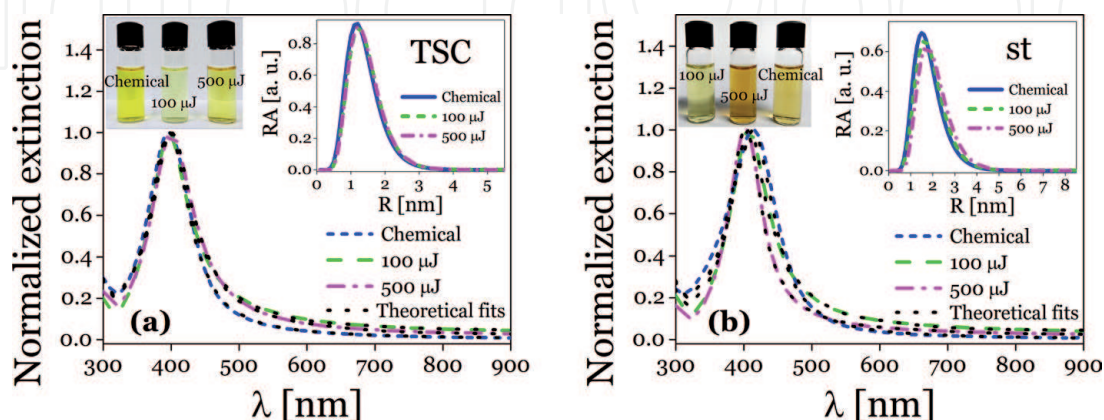 Normalized extinction
1.4
1.2
1.0
0.8
0.6
0.4
0.2
0.0
Chemical
100 µJ
500 µJ
RA [a. u.]
0.8
0.4
0.0
TSC
Chemical
100 µJ
500 µJ
0 1 2 3 4 5
R [nm]
Chemical
100 µJ
500 µJ
Theoretical fits
(a)
300 400 500 600 700 800 900
λ [nm]
Normalized extinction
1.4
1.2
1.0
0.8
0.6
0.4
0.2
0.0
100 µJ
500 µJ
Chemical
RA [a. u.]
0.6
0.4
0.2
0.0
st
Chemical
100 µJ
500 µJ
0 1 2 3 4 5 6 7 8
R [nm]
Chemical
100 µJ
500 µJ
Theoretical fits
(b)
300 400 500 600 700 800 900
λ [nm]